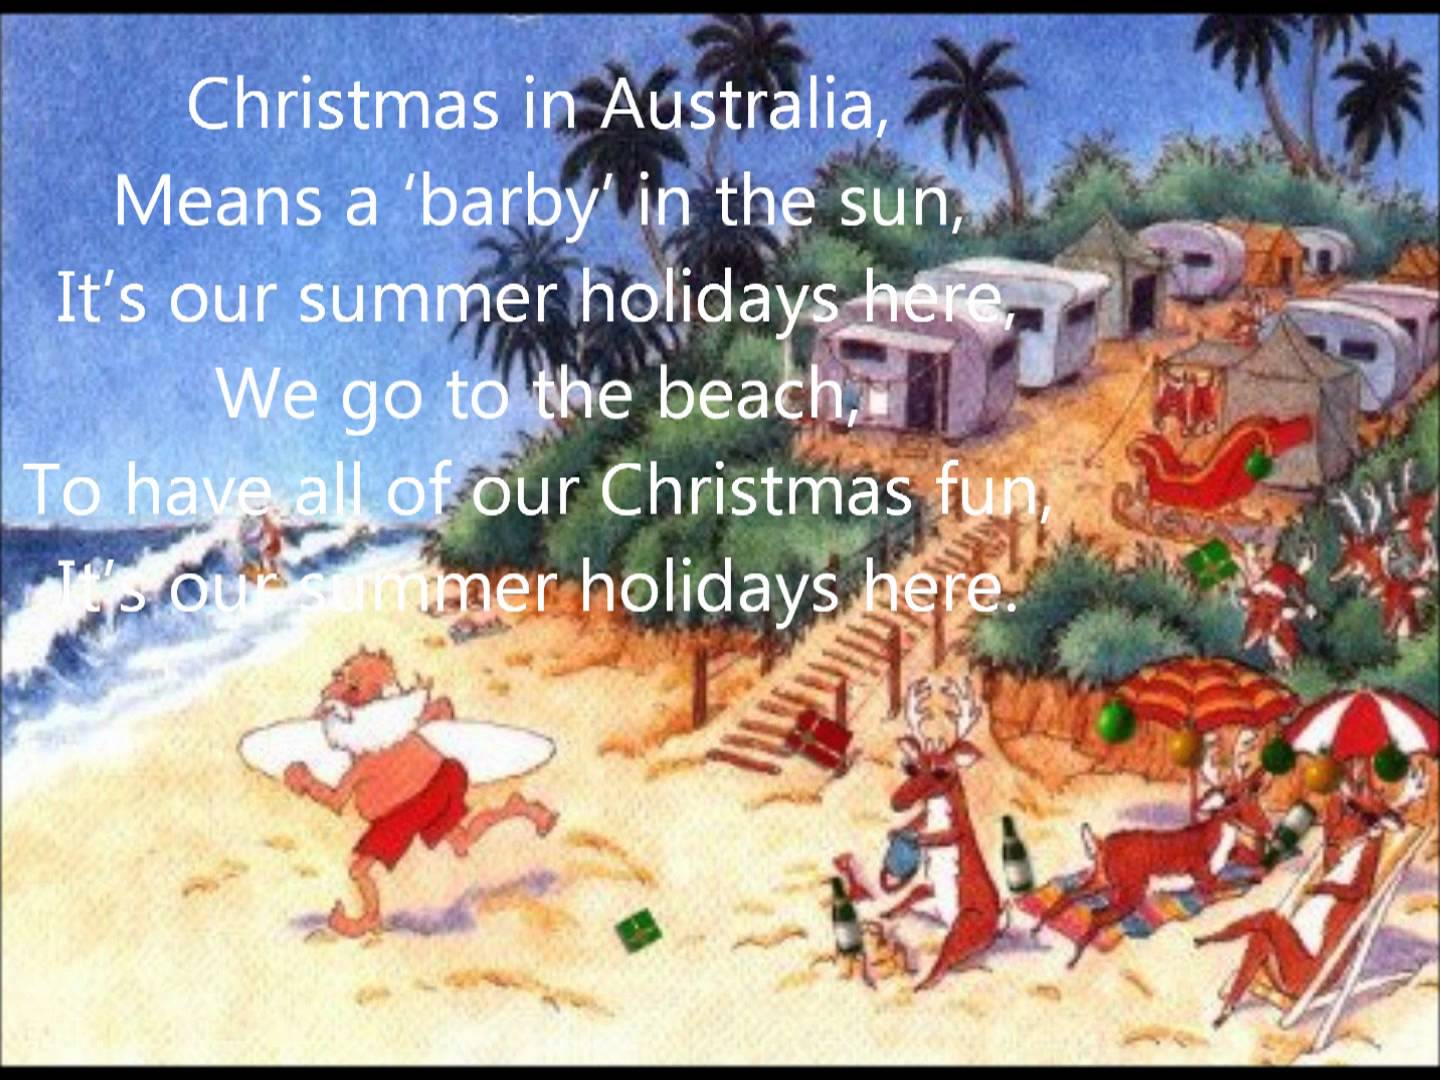 Christmas in Australia,
Means a ‘barby’ in the sun,
It’s our summer holidays here,
We go to the beach,
To have all of our Christmas fun,
It’s our summer holidays here.